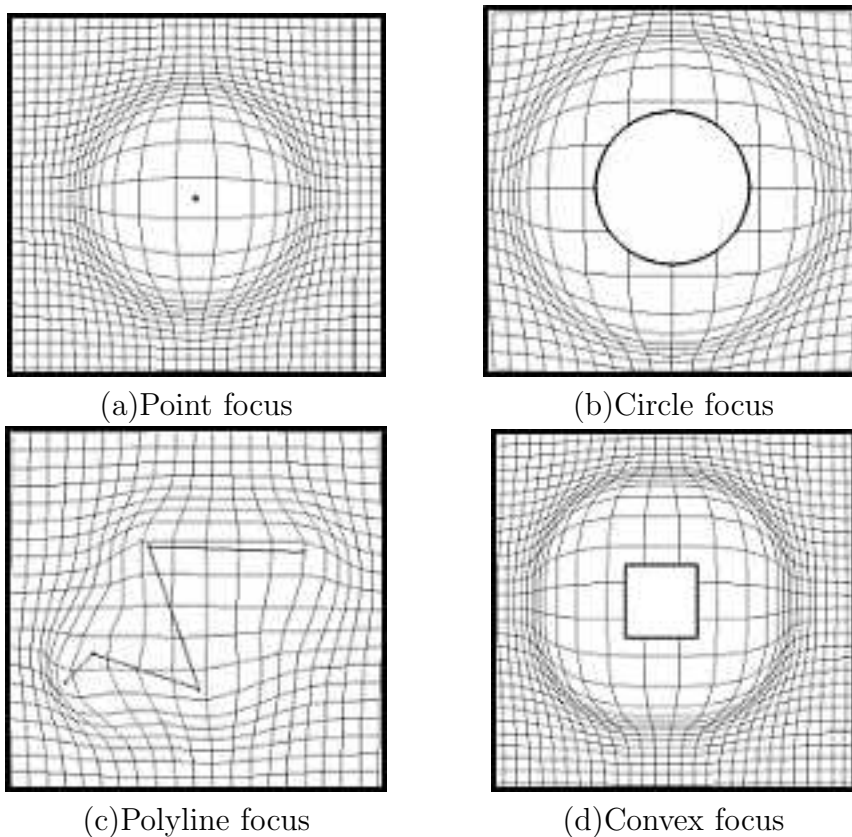 (a)Point focus
(b)Circle focus
(c)Polyline focus
(d)Convex focus